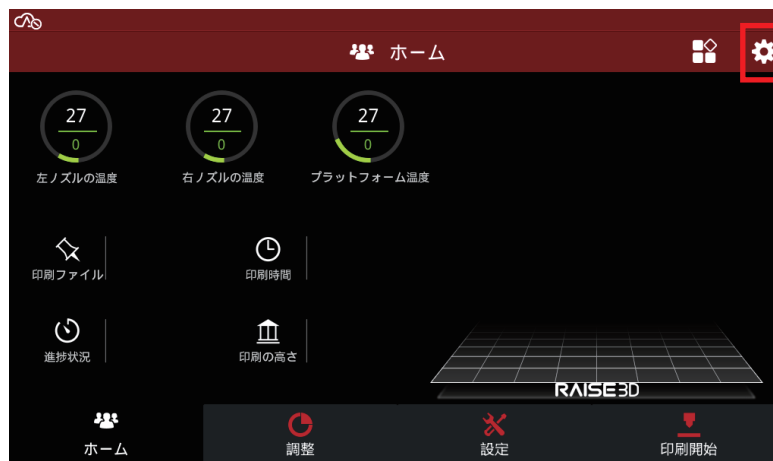 ホーム
27
0
27
0
27
0
左ノズルの温度
右ノズルの温度
プラットフォーム温度
印刷ファイル
印刷時間
進捗状況
印刷の高さ
RAISE3D
ホーム
調整
設定
印刷開始